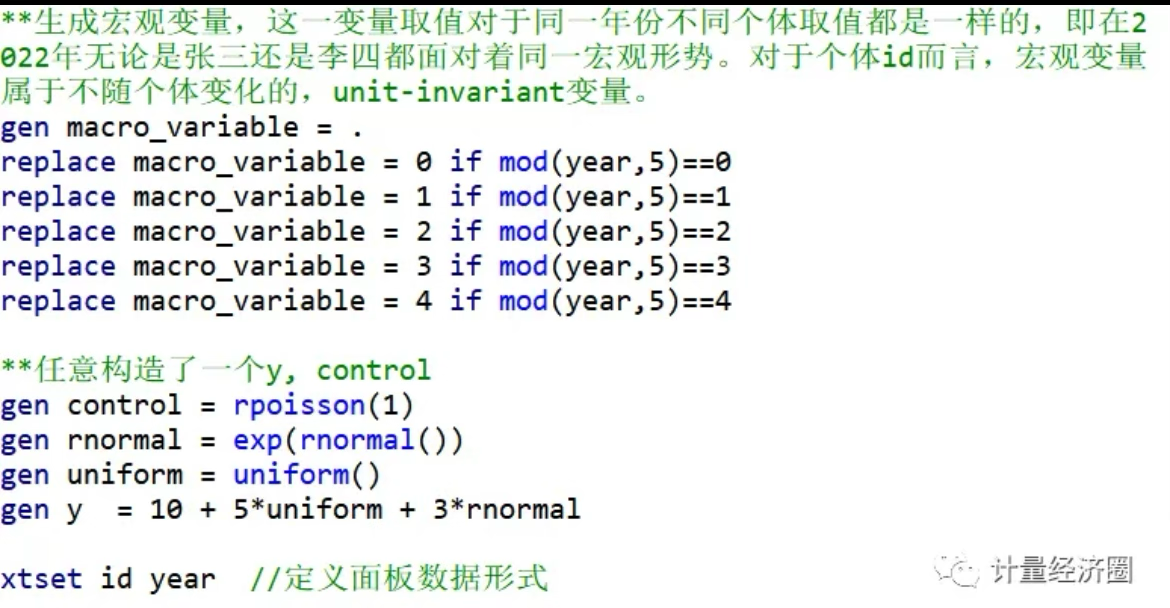 **生成宏观变量，这一变量取值对于同一年份不同个体取值都是一样的，即在2
022年无论是张三还是李四都面对着同一宏观形势。对于个体id而言，宏观变量
属于不随个体变化的，unit-invariant变量。
gen macro_variable = .
replace macro_variable = 0 if mod(year,5)==0
replace macro_variable = 1 if mod(year,5)==1
replace macro_variable = 2 if mod(year,5)==2
replace macro_variable = 3 if mod(year,5)==3
replace macro_variable = 4 if mod(year,5)==4
**任意构造了一个y, control
gen control = rpoisson(1)
gen rnormal = exp(rnormal())
gen uniform = uniform()
gen y  = 10 + 5*uniform + 3*rnormal
xtset id year  //定义面板数据形式
计量经济圈